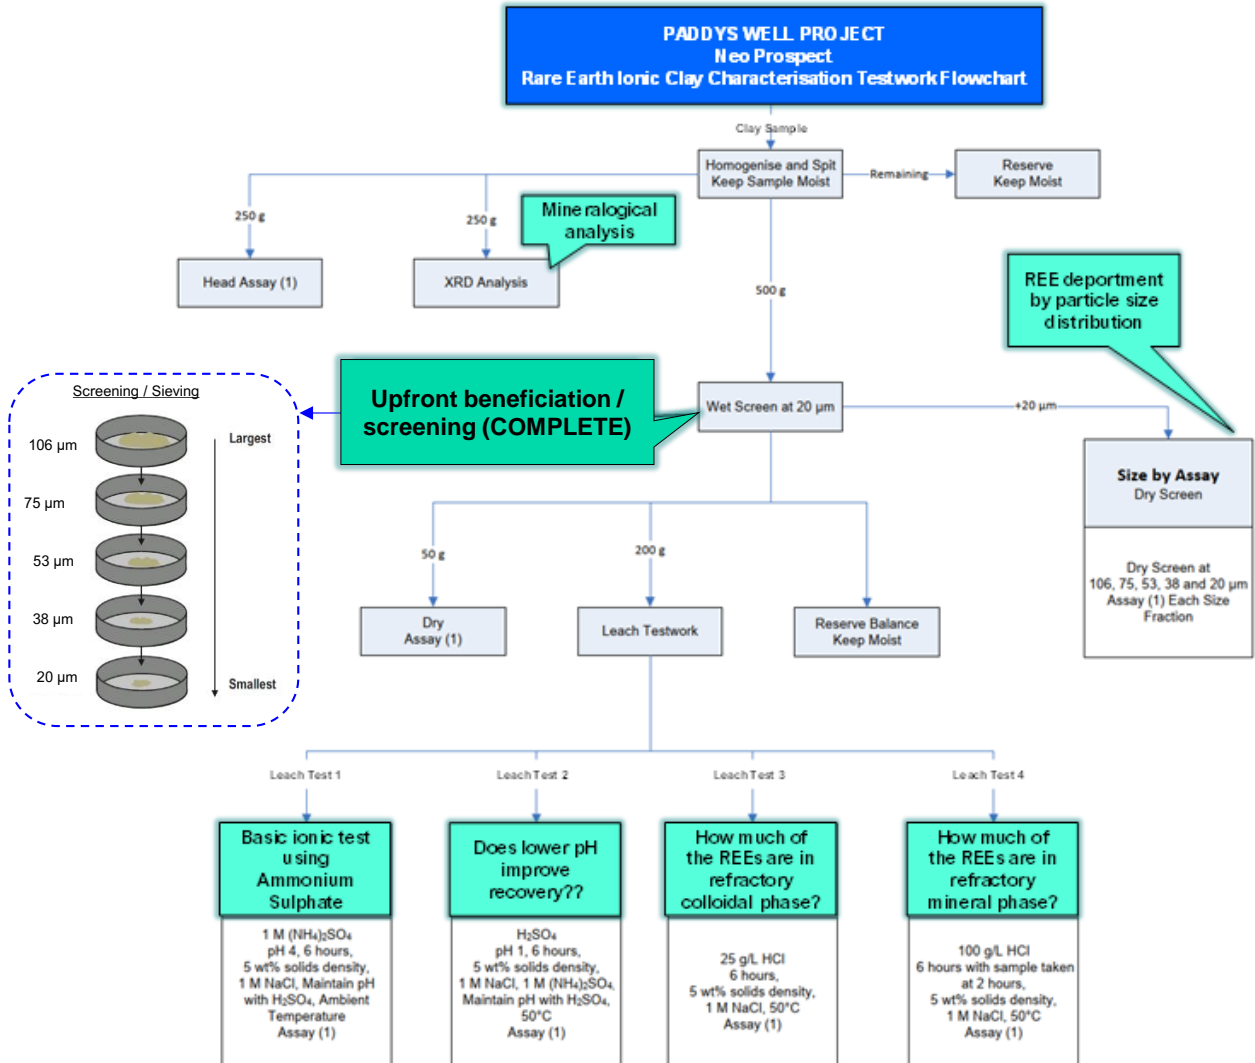 PADDYS WELL PROJECT
Neo Prospect
Rare Earth Ionic Clay Characterisation Testwork Flowchart
Clay Sample
Homogenise and Spit
Keep Sample Moist
Remaining
Reserve
Keep Moist
250 g
250 g
Mineralogical
analysis
Head Assay (1)
XRD Analysis
500 g
REE deportment
by particle size
distribution
Upfront beneficiation /
screening (COMPLETE)
Wet Screen at 20 µm
+20 µm
Screening / Sieving
106 µm
75 µm
53 µm
38 µm
20 µm
Largest
Smallest
Size by Assay
Dry Screen
Dry Screen at
106, 75, 53, 38 and 20 µm
Assay (1) Each Size
Fraction
50 g
200 g
Dry
Assay (1)
Leach Testwork
Reserve Balance
Keep Moist
Leach Test 1
Leach Test 2
Leach Test 3
Leach Test 4
Basic ionic test
using
Ammonium
Sulphate
1 M (NH₄)₂SO₄
pH 4, 6 hours,
5 wt% solids density,
1 M NaCl, Maintain pH
with H₂SO₄, Ambient
Temperature
Assay (1)
Does lower pH
improve
recovery??
H₂SO₄
pH 1, 6 hours,
5 wt% solids density,
1 M NaCl, 1 M (NH₄)₂SO₄,
Maintain pH with H₂SO₄,
50°C
Assay (1)
How much of
the REEs are in
refractory
colloidal phase?
25 g/L HCl
6 hours,
5 wt% solids density,
1 M NaCl, 50°C
Assay (1)
How much of
the REEs are in
refractory
mineral phase?
100 g/L HCl
6 hours with sample taken
at 2 hours,
5 wt% solids density,
1 M NaCl, 50°C
Assay (1)